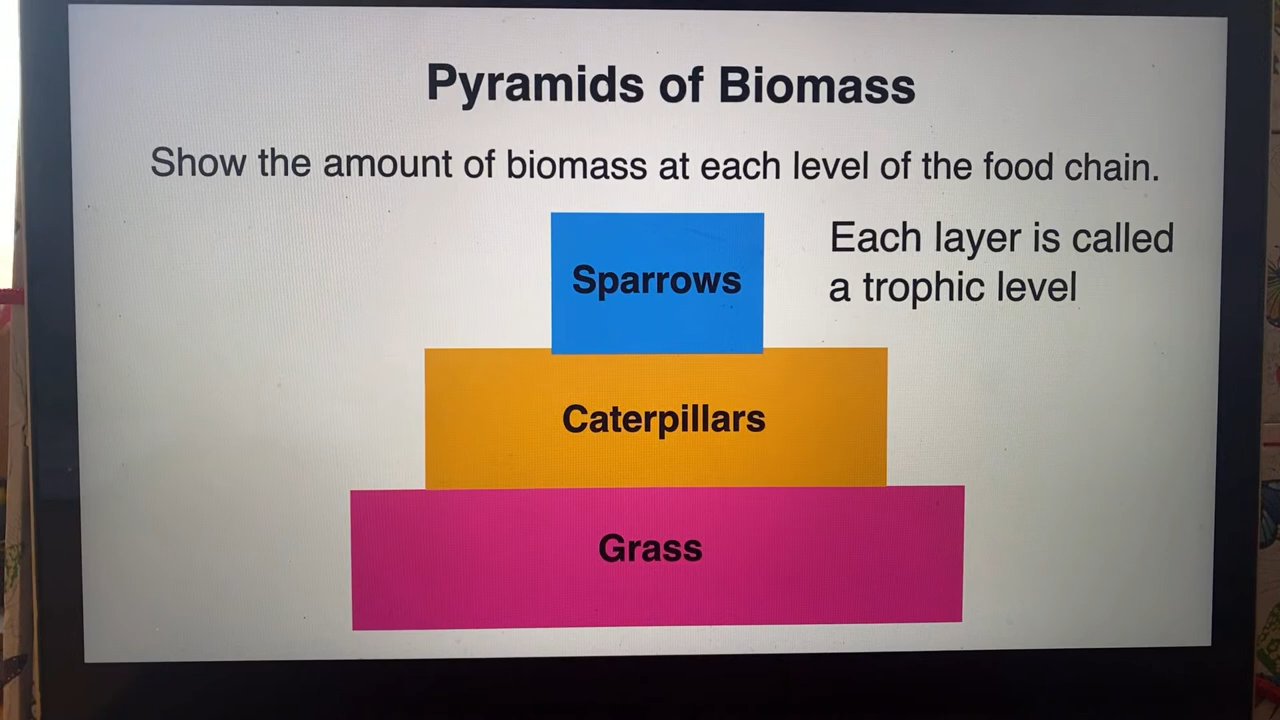 Pyramids of Biomass
Show the amount of biomass at each level of the food chain.
Sparrows
Each layer is called
a trophic level
Caterpillars
Grass